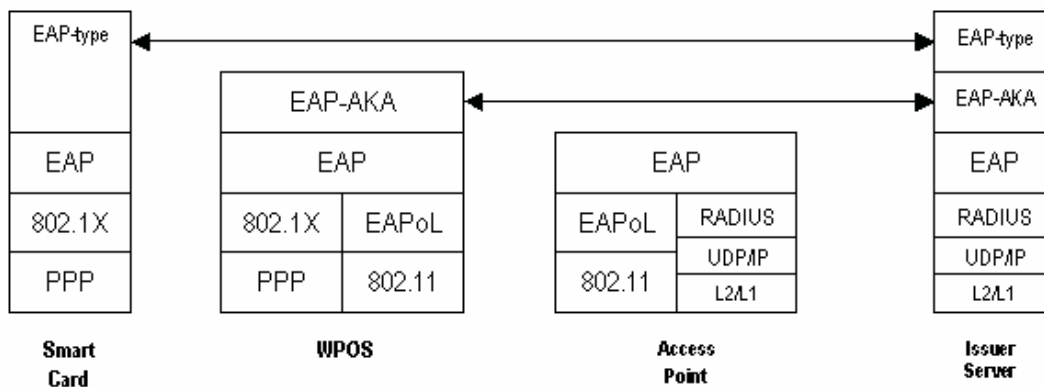 EAP-type
EAP
802.1X
PPP
Smart
Card
EAP-AKA
EAP
802.1X
EAPoL
PPP
802.11
WPOS
EAP
EAPoL
RADIUS
UDP/IP
802.11
L2/L1
Access
Point
EAP-type
EAP-AKA
EAP
RADIUS
UDP/IP
L2/L1
Issuer
Server